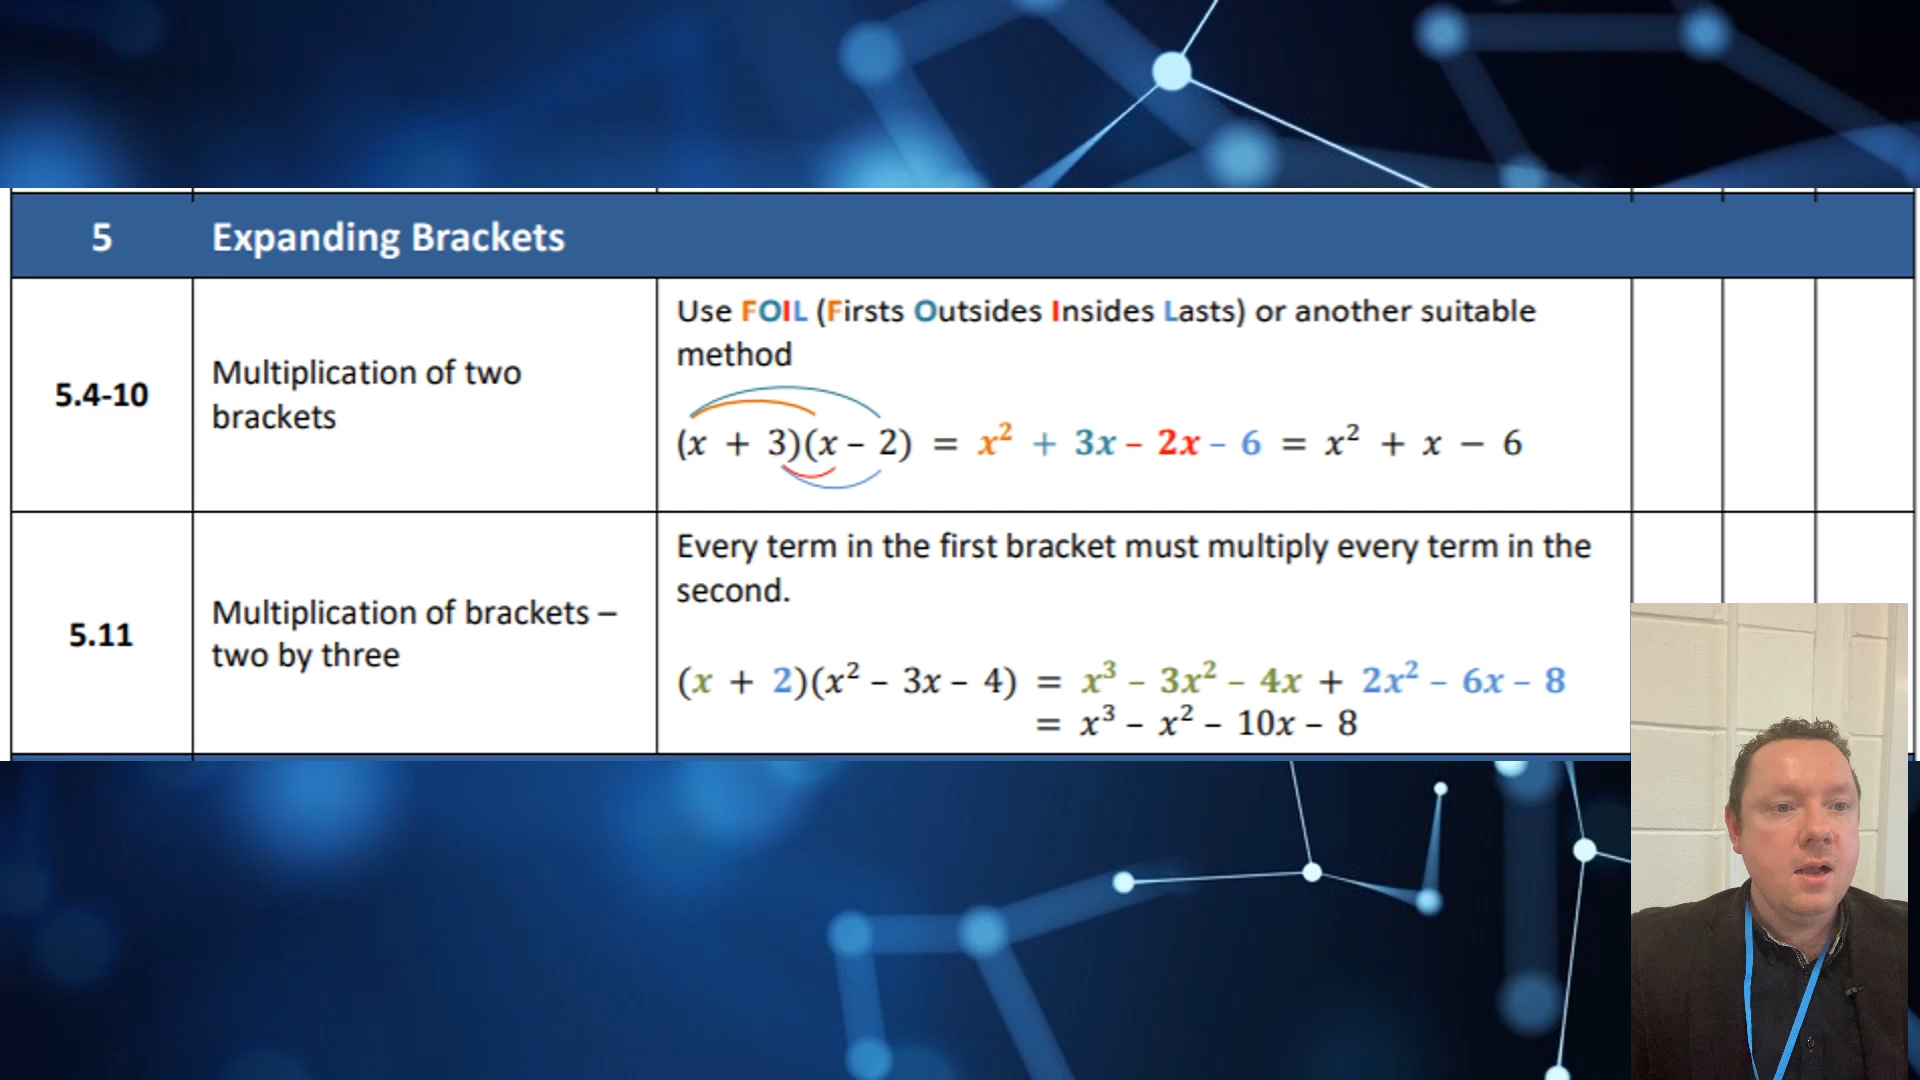 5 Expanding Brackets
5.4-10
Multiplication of two
brackets
Use FOIL (Firsts Outsides Insides Lasts) or another suitable
method
(x + 3)(x – 2) = x² + 3x – 2x – 6 = x² + x − 6
5.11
Multiplication of brackets –
two by three
Every term in the first bracket must multiply every term in the
second.
(x + 2)(x² – 3x – 4) = x³ – 3x² – 4x + 2x² – 6x – 8
= x³ – x² – 10x – 8